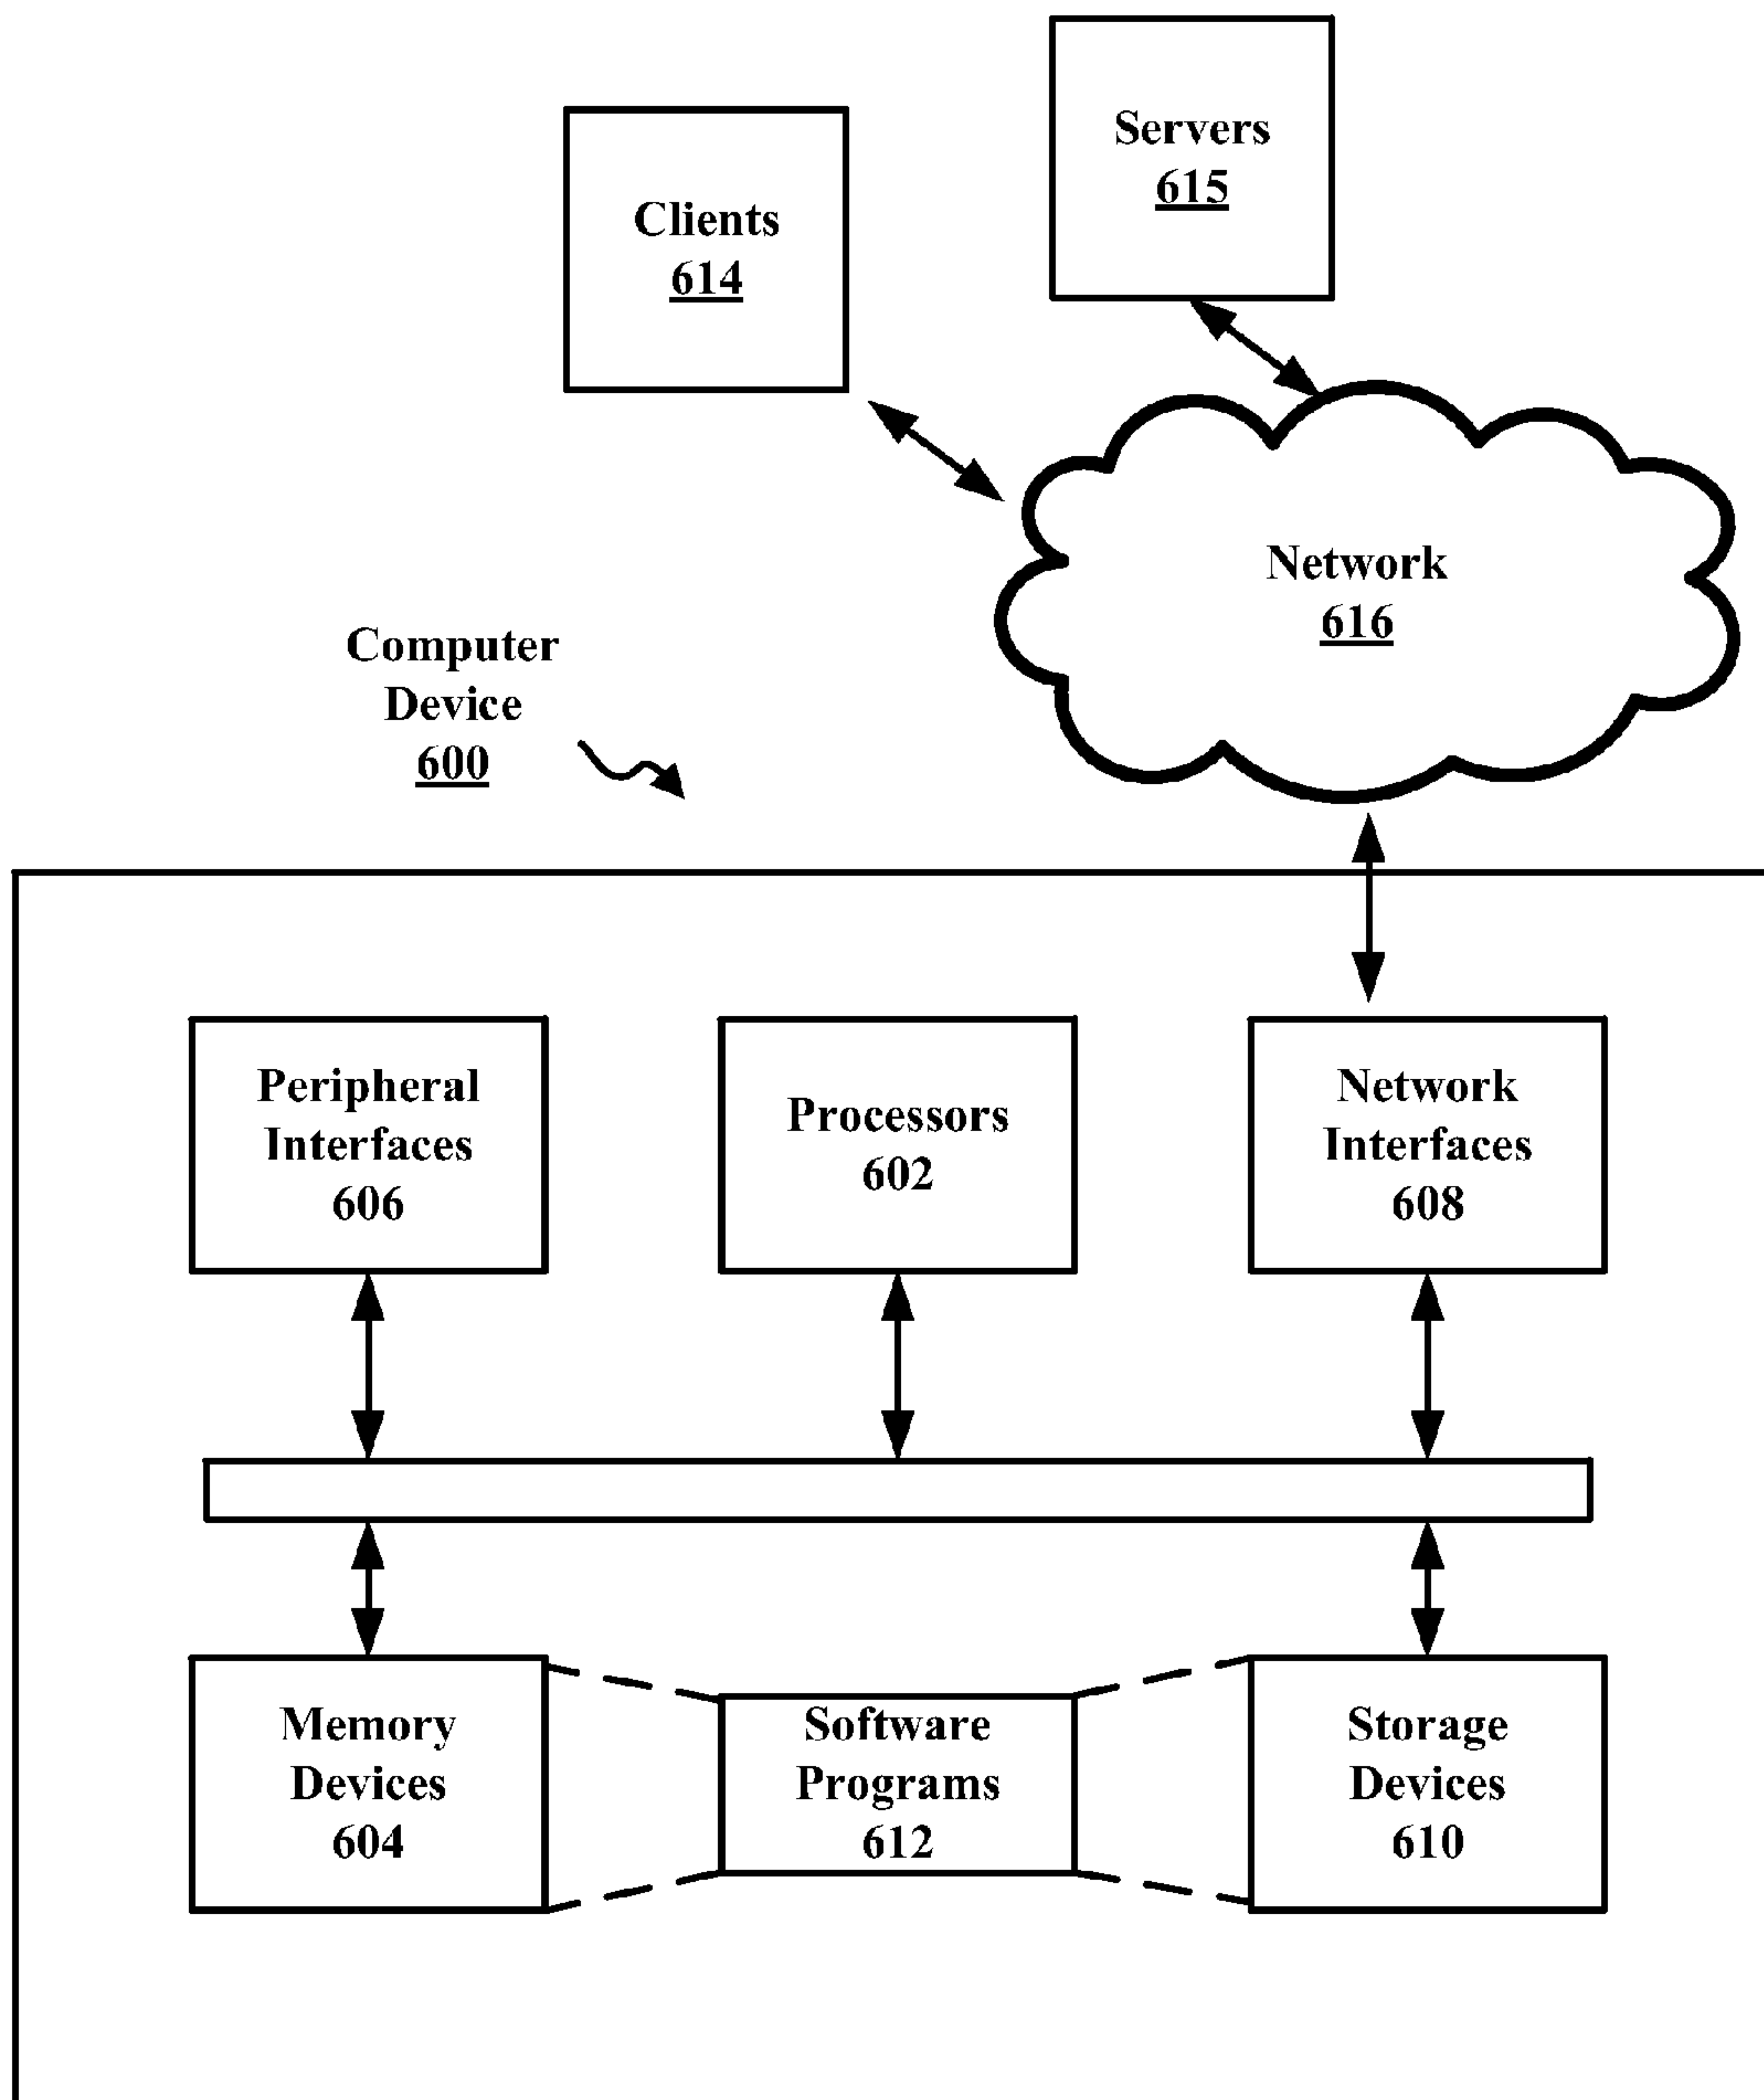 Servers
615
Clients
614
Network
616
Computer
Device
600
Peripheral
Interfaces
606
Processors
602
Network
Interfaces
608
Memory
Devices
604
Software
Programs
612
Storage
Devices
610